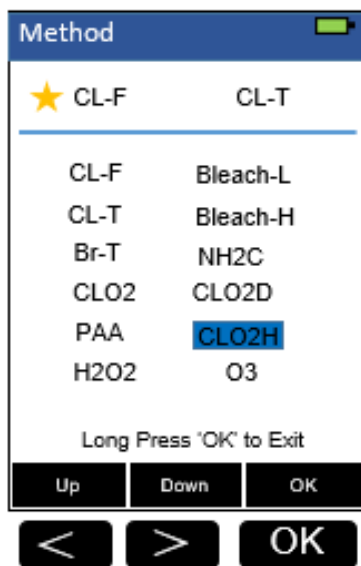 Method
CL-F CL-T
CL-F Bleach-L
CL-T Bleach-H
Br-T NH2C
CLO2 CLO2D
PAA CLO2H
H2O2 O3
Long Press "OK" to Exit
Up Down OK
< > OK